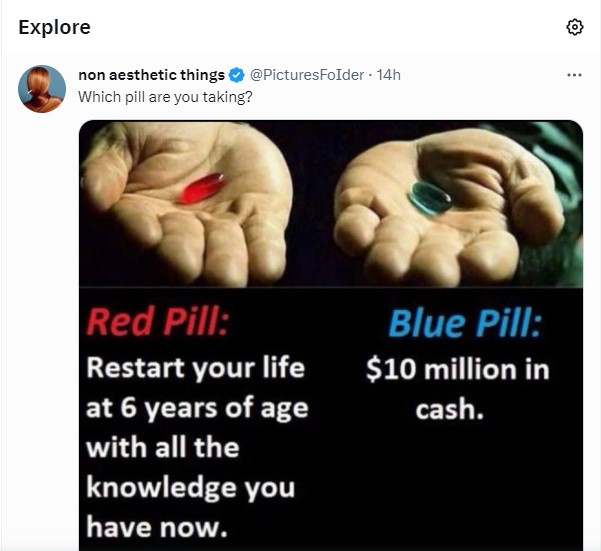 Explore
non aesthetic things @PicturesFoIder · 14h
Which pill are you taking?
Red Pill:
Restart your life
at 6 years of age
with all the
knowledge you
have now.
Blue Pill:
$10 million in
cash.